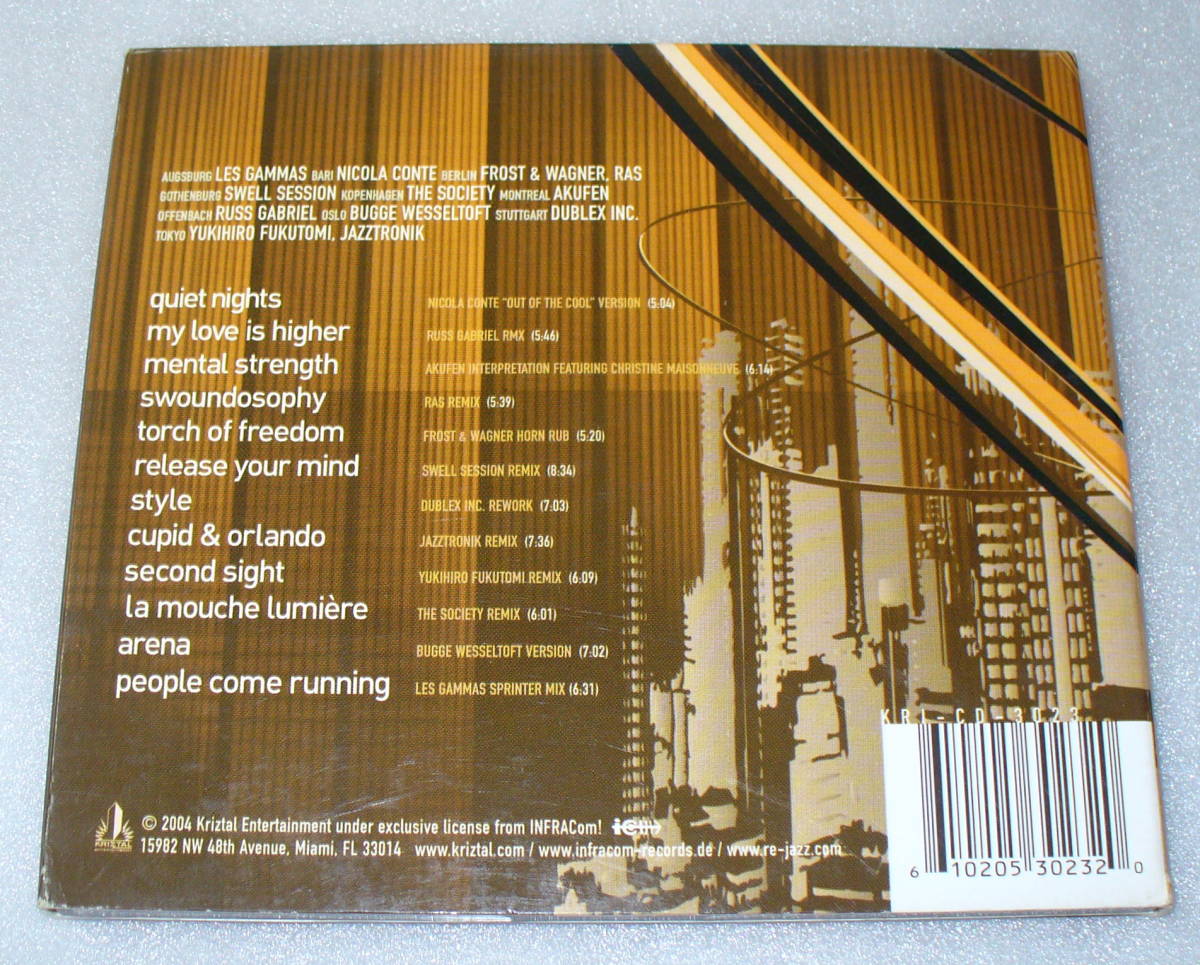 AUGSBURG LES GAMMAS BARI NICOLA CONTE BERLIN FROST & WAGNER, RAS
GOTHENBURG SWELL SESSION KOPENHAGEN THE SOCIETY MONTREAL AKUFEN
OFFENBACH RUSS GABRIEL OSLO BUGGE WESSELTOFT STUTTGART DUBLEX INC.
TOKYO YUKIHIRO FUKUTOMI, JAZZTRONIK
quiet nights NICOLA CONTE "OUT OF THE COOL" VERSION (5:04)
my love is higher RUSS GABRIEL RMX (5:46)
mental strength AKUFEN INTERPRETATION FEATURING CHRISTINE MAISONNEUVE (6:14)
swoundosophy RAS REMIX (5:39)
torch of freedom FROST & WAGNER HORN RUB (5:20)
release your mind SWELL SESSION REMIX (8:34)
style DUBLEX INC. REWORK (7:03)
cupid & orlando JAZZTRONIK REMIX (7:36)
second sight YUKIHIRO FUKUTOMI REMIX (6:09)
la mouche lumière THE SOCIETY REMIX (6:01)
arena BUGGE WESSELTOFT VERSION (7:02)
people come running LES GAMMAS SPRINTER MIX (6:31)
KRL-CD-3023
KRIZTAL
© 2004 Kriztal Entertainment under exclusive license from INFRACom!
15982 NW 48th Avenue, Miami, FL 33014 www.kriztal.com / www.infracom-records.de / www.re-jazz.com
6 10205 30232 0